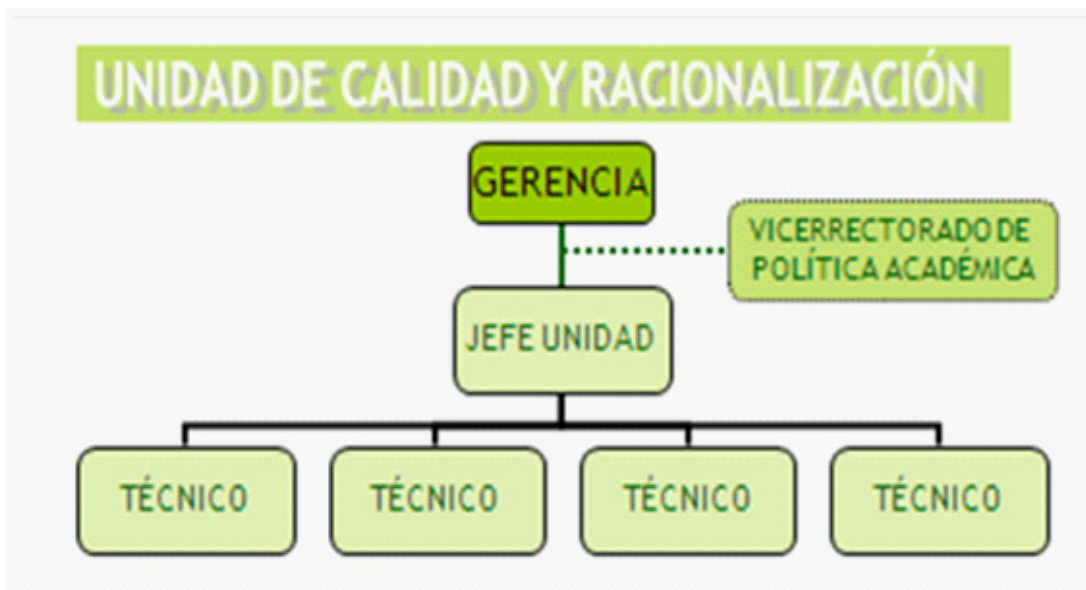 UNIDAD DE CALIDAD Y RACIONALIZACIÓN
GERENCIA
VICERRECTORADO DE
POLÍTICA ACADÉMICA
JEFE UNIDAD
TÉCNICO
TÉCNICO
TÉCNICO
TÉCNICO